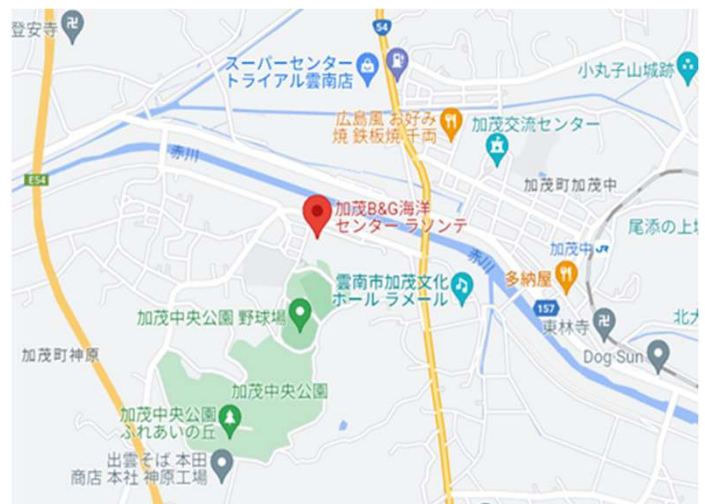 登安寺
54
スーパーセンター
トライアル雲南店
小丸子山城跡
広島風 お好み
焼 鉄板焼 千両
加茂交流センター
赤川
E54
加茂町加茂中
加茂B&G海洋
センター ラソンテ
尾添の上
加茂中 JR
赤川
雲南市加茂文化
ホール ラメール
多納屋
157
加茂中央公園 野球場
東林寺
北
加茂町神原
Dog·Sun
加茂中央公園
加茂中央公園
ふれあいの丘
出雲そば 本田
商店 本社 神原工場